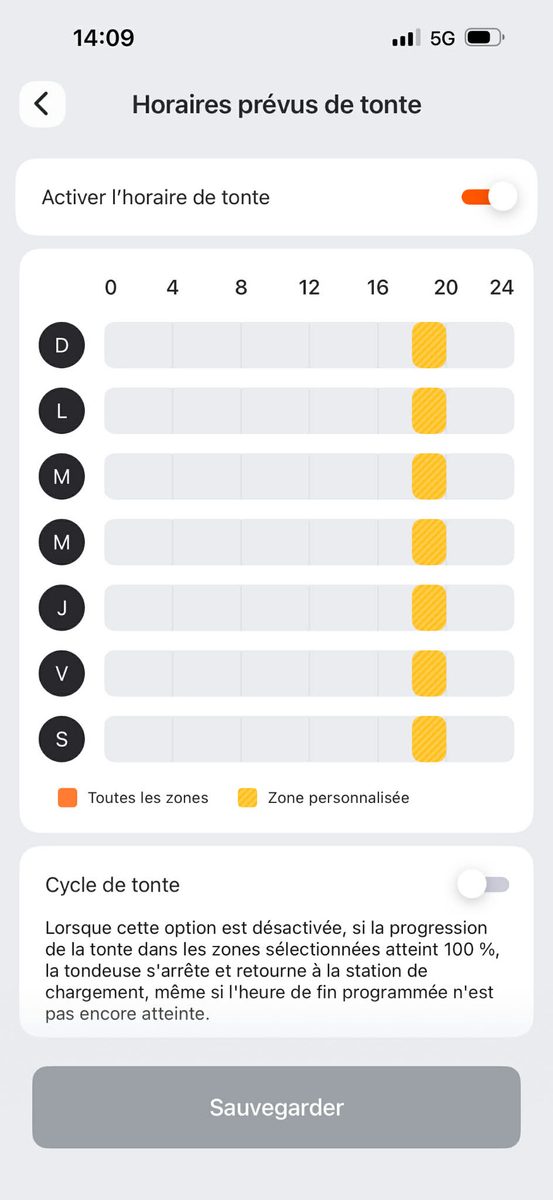 14:09 5G
Horaires prévus de tonte
Activer l’horaire de tonte
0 4 8 12 16 20 24
D
L
M
M
J
V
S
Toutes les zones Zone personnalisée
Cycle de tonte
Lorsque cette option est désactivée, si la progression
de la tonte dans les zones sélectionnées atteint 100 %,
la tondeuse s'arrête et retourne à la station de
chargement, même si l'heure de fin programmée n'est
pas encore atteinte.
Sauvegarder